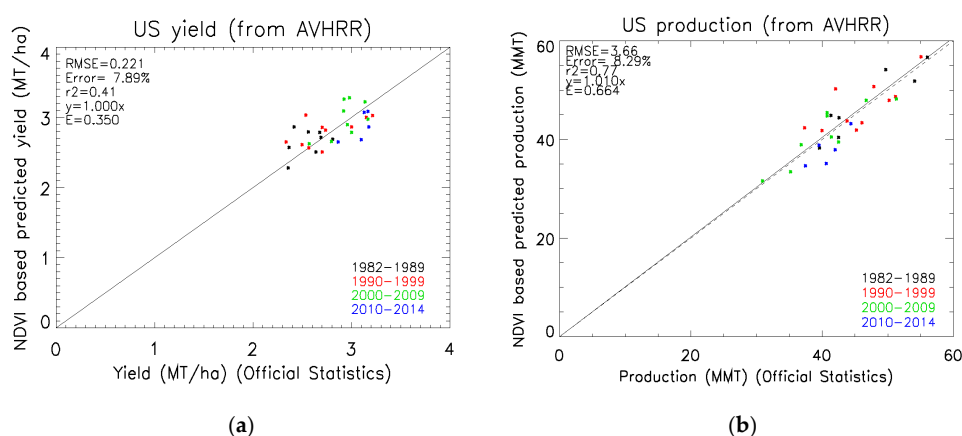 US yield (from AVHRR)
NDVI based predicted yield (MT/ha)
4
3
2
1
0
RMSE=0.221
Error= 7.89%
r2=0.41
y=1.000x
E=0.350
1982-1989
1990-1999
2000-2009
2010-2014
0 1 2 3 4
Yield (MT/ha) (Official Statistics)
(a)
US production (from AVHRR)
NDVI based predicted production (MMT)
60
40
20
0
RMSE=3.66
Error= 8.29%
r2=0.77
y=1.010x
E=0.664
1982-1989
1990-1999
2000-2009
2010-2014
0 20 40 60
Production (MMT) (Official Statistics)
(b)